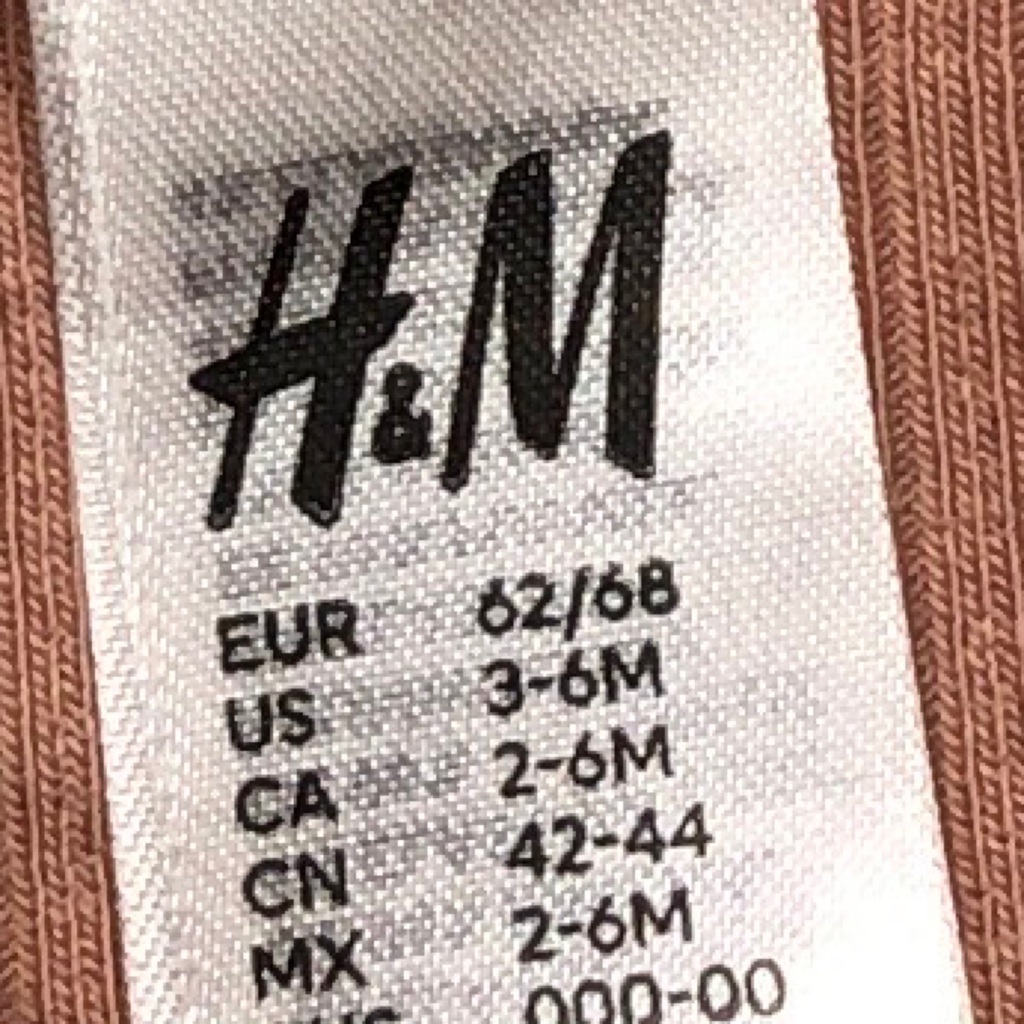 H&M
EUR 62/68
US 3-6M
CA 2-6M
CN 42-44
MX 2-6M
000-00